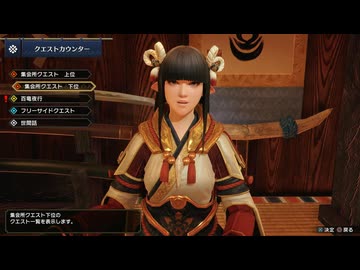 クエストカウンター
集会所クエスト 上位
集会所クエスト 下位
百竜夜行
フリーサイドクエスト
世間話
集会所クエスト下位の
クエスト一覧を表示します。
決定 戻る